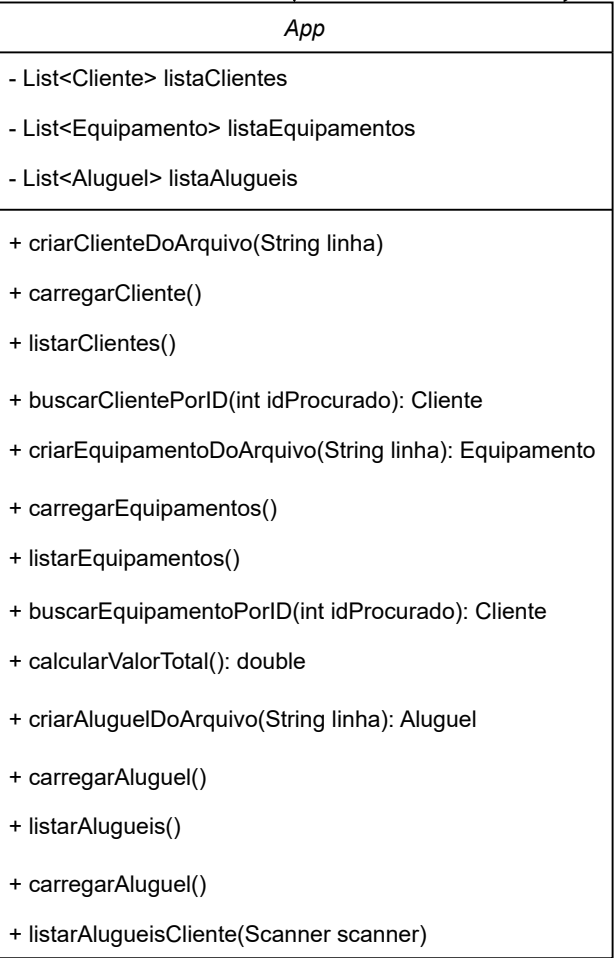 App
- List<Cliente> listaClientes
- List<Equipamento> listaEquipamentos
- List<Aluguel> listaAlugueis
+ criarClienteDoArquivo(String linha)
+ carregarCliente()
+ listarClientes()
+ buscarClientePorID(int idProcurado): Cliente
+ criarEquipamentoDoArquivo(String linha): Equipamento
+ carregarEquipamentos()
+ listarEquipamentos()
+ buscarEquipamentoPorID(int idProcurado): Cliente
+ calcularValorTotal(): double
+ criarAluguelDoArquivo(String linha): Aluguel
+ carregarAluguel()
+ listarAlugueis()
+ carregarAluguel()
+ listarAlugueisCliente(Scanner scanner)